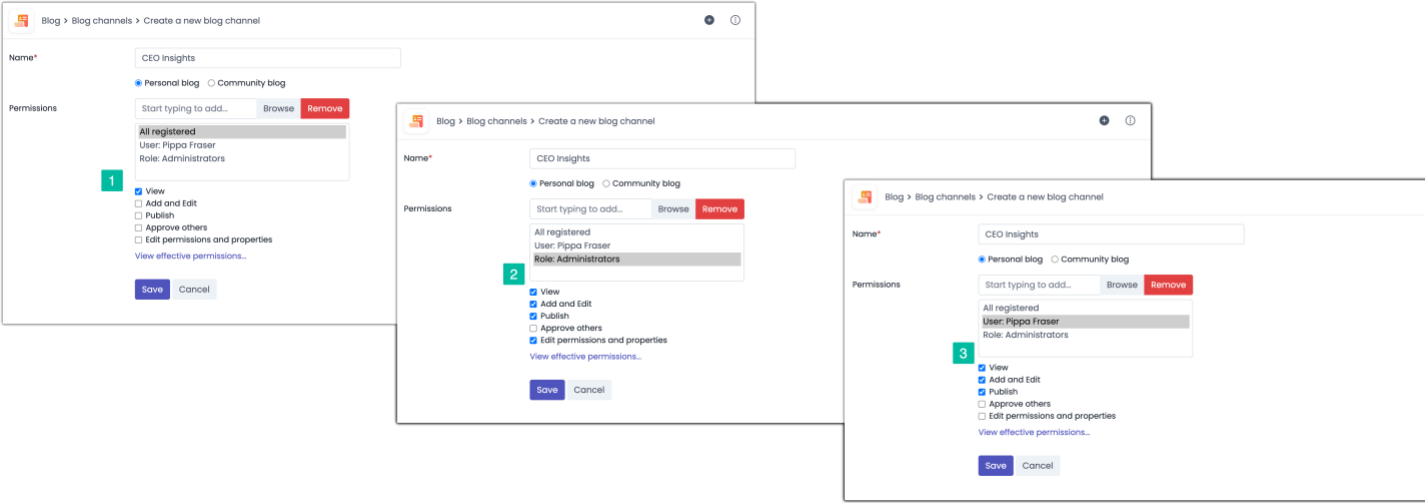 Blog > Blog channels > Create a new blog channel
Name*
CEO Insights
Personal blog Community blog
Permissions
Start typing to add... Browse Remove
All registered
User: Pippa Fraser
Role: Administrators
1
View
Add and Edit
Publish
Approve others
Edit permissions and properties
View effective permissions...
Save Cancel
Blog > Blog channels > Create a new blog channel
Name*
CEO Insights
Personal blog Community blog
Permissions
Start typing to add... Browse Remove
All registered
User: Pippa Fraser
Role: Administrators
2
View
Add and Edit
Publish
Approve others
Edit permissions and properties
View effective permissions...
Save Cancel
Blog > Blog channels > Create a new blog channel
Name*
CEO Insights
Personal blog Community blog
Permissions
Start typing to add... Browse Remove
All registered
User: Pippa Fraser
Role: Administrators
3
View
Add and Edit
Publish
Approve others
Edit permissions and properties
View effective permissions...
Save Cancel